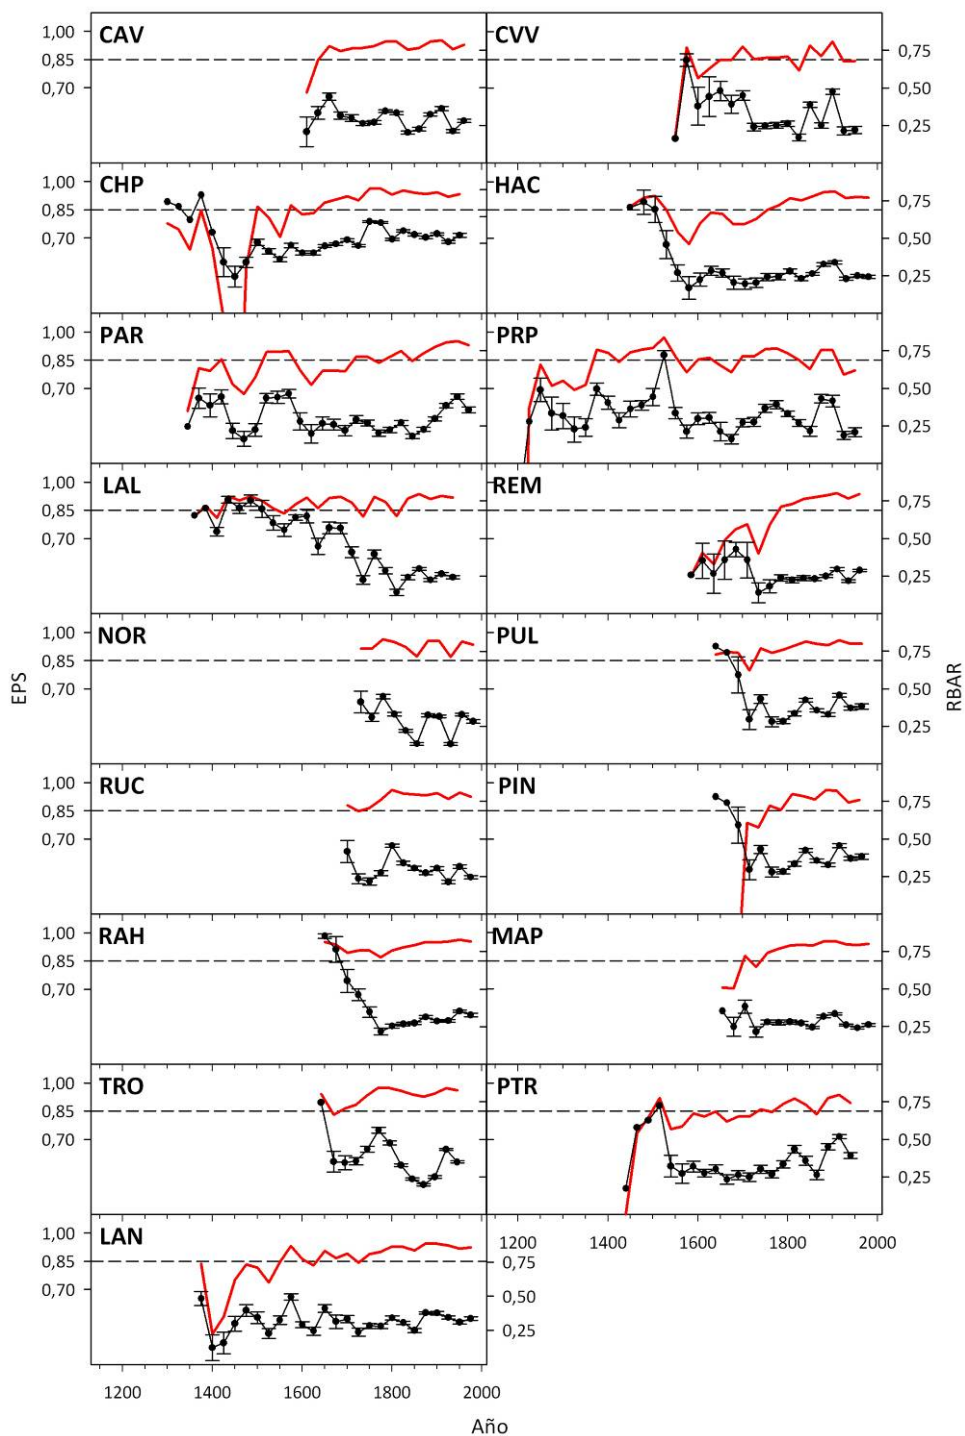 1,00 CAV CVV
0,85 0,75
0,70 0,50
0,25
1,00 CHP HAC
0,85 0,75
0,70 0,50
0,25
1,00 PAR PRP
0,85 0,75
0,70 0,50
0,25
1,00 LAL REM
0,85 0,75
0,70 0,50
0,25
1,00 NOR PUL
0,85 0,75
0,70 0,50
0,25
EPS RBAR
1,00 RUC PIN
0,85 0,75
0,70 0,50
0,25
1,00 RAH MAP
0,85 0,75
0,70 0,50
0,25
1,00 TRO PTR
0,85 0,75
0,70 0,50
0,25
1,00 LAN 1200 1400 1600 1800 2000
0,85 0,75
0,70 0,50
0,25
1200 1400 1600 1800 2000
Año